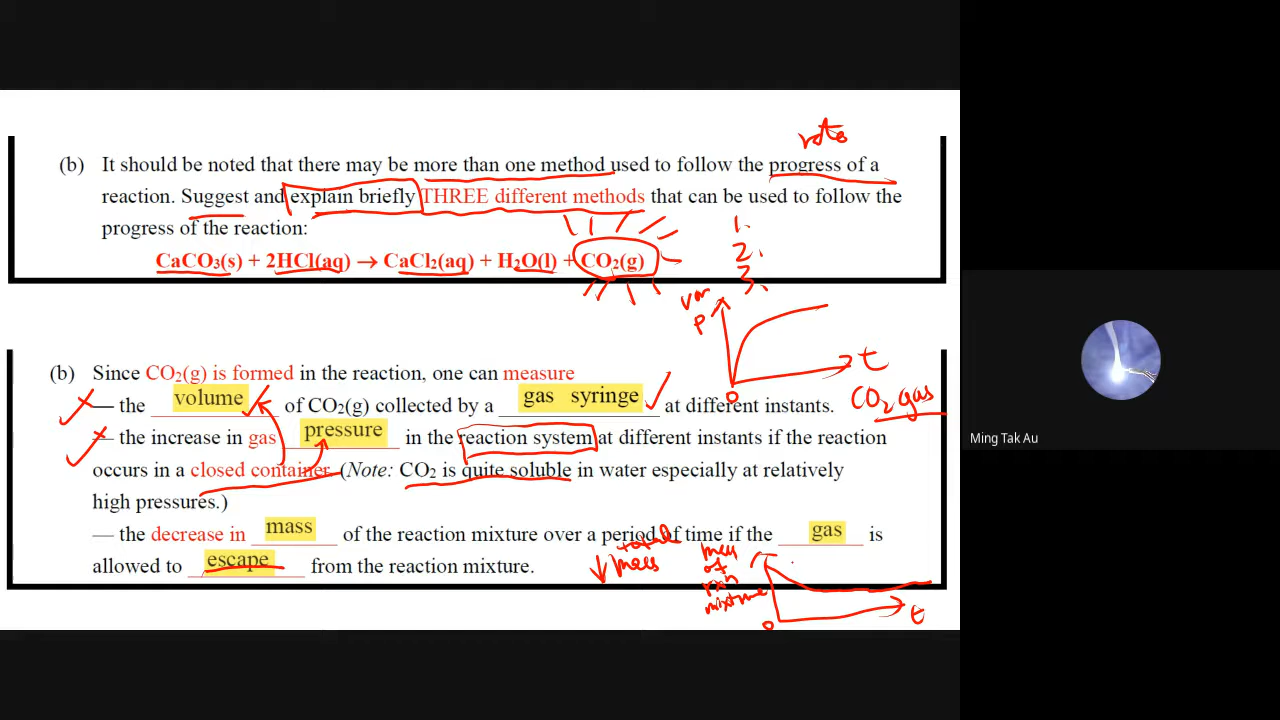 rate
(b) It should be noted that there may be more than one method used to follow the progress of a
reaction. Suggest and explain briefly THREE different methods that can be used to follow the
progress of the reaction:
1.
2.
3.
CaCO₃(s) + 2HCl(aq) → CaCl₂(aq) + H₂O(l) + CO₂(g)
V or
P
t
0
(b) Since CO₂(g) is formed in the reaction, one can measure
— the volume of CO₂(g) collected by a gas syringe at different instants.
CO₂ gas
— the increase in gas pressure in the reaction system at different instants if the reaction
occurs in a closed container. (Note: CO₂ is quite soluble in water especially at relatively
high pressures.)
— the decrease in mass of the reaction mixture over a period of time if the gas is
allowed to escape from the reaction mixture.
↓ total
mass
mass
of
rxn
mixture
0
t
Ming Tak Au